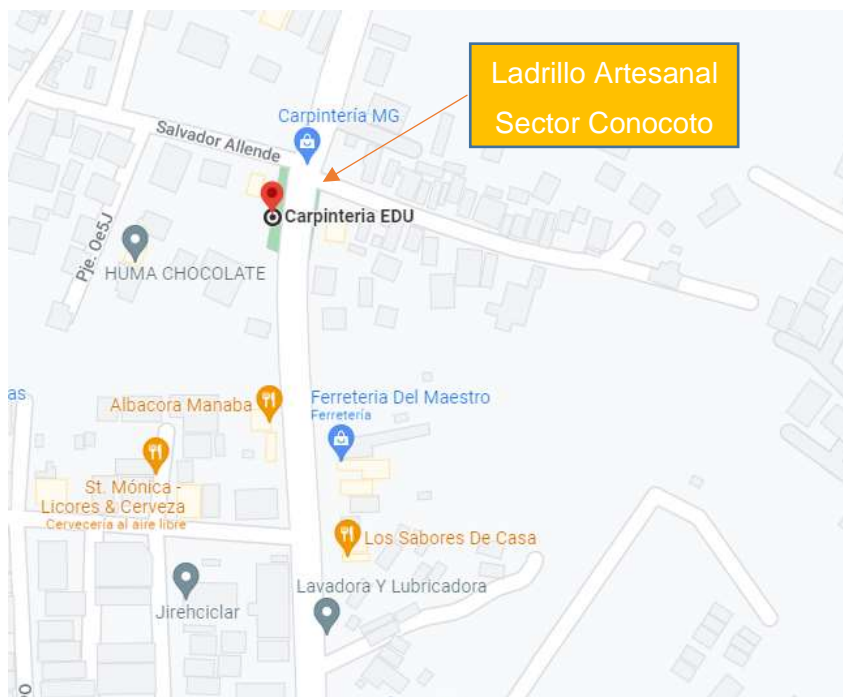 Ladrillo Artesanal
Sector Conocoto
Carpintería MG
Salvador Allende
Carpinteria EDU
Pje. Oe5J
HUMA CHOCOLATE
as
Albacora Manaba
Ferreteria Del Maestro
Ferretería
St. Mónica -
Licores & Cerveza
Cervecería al aire libre
Los Sabores De Casa
Lavadora Y Lubricadora
Jirehciclar